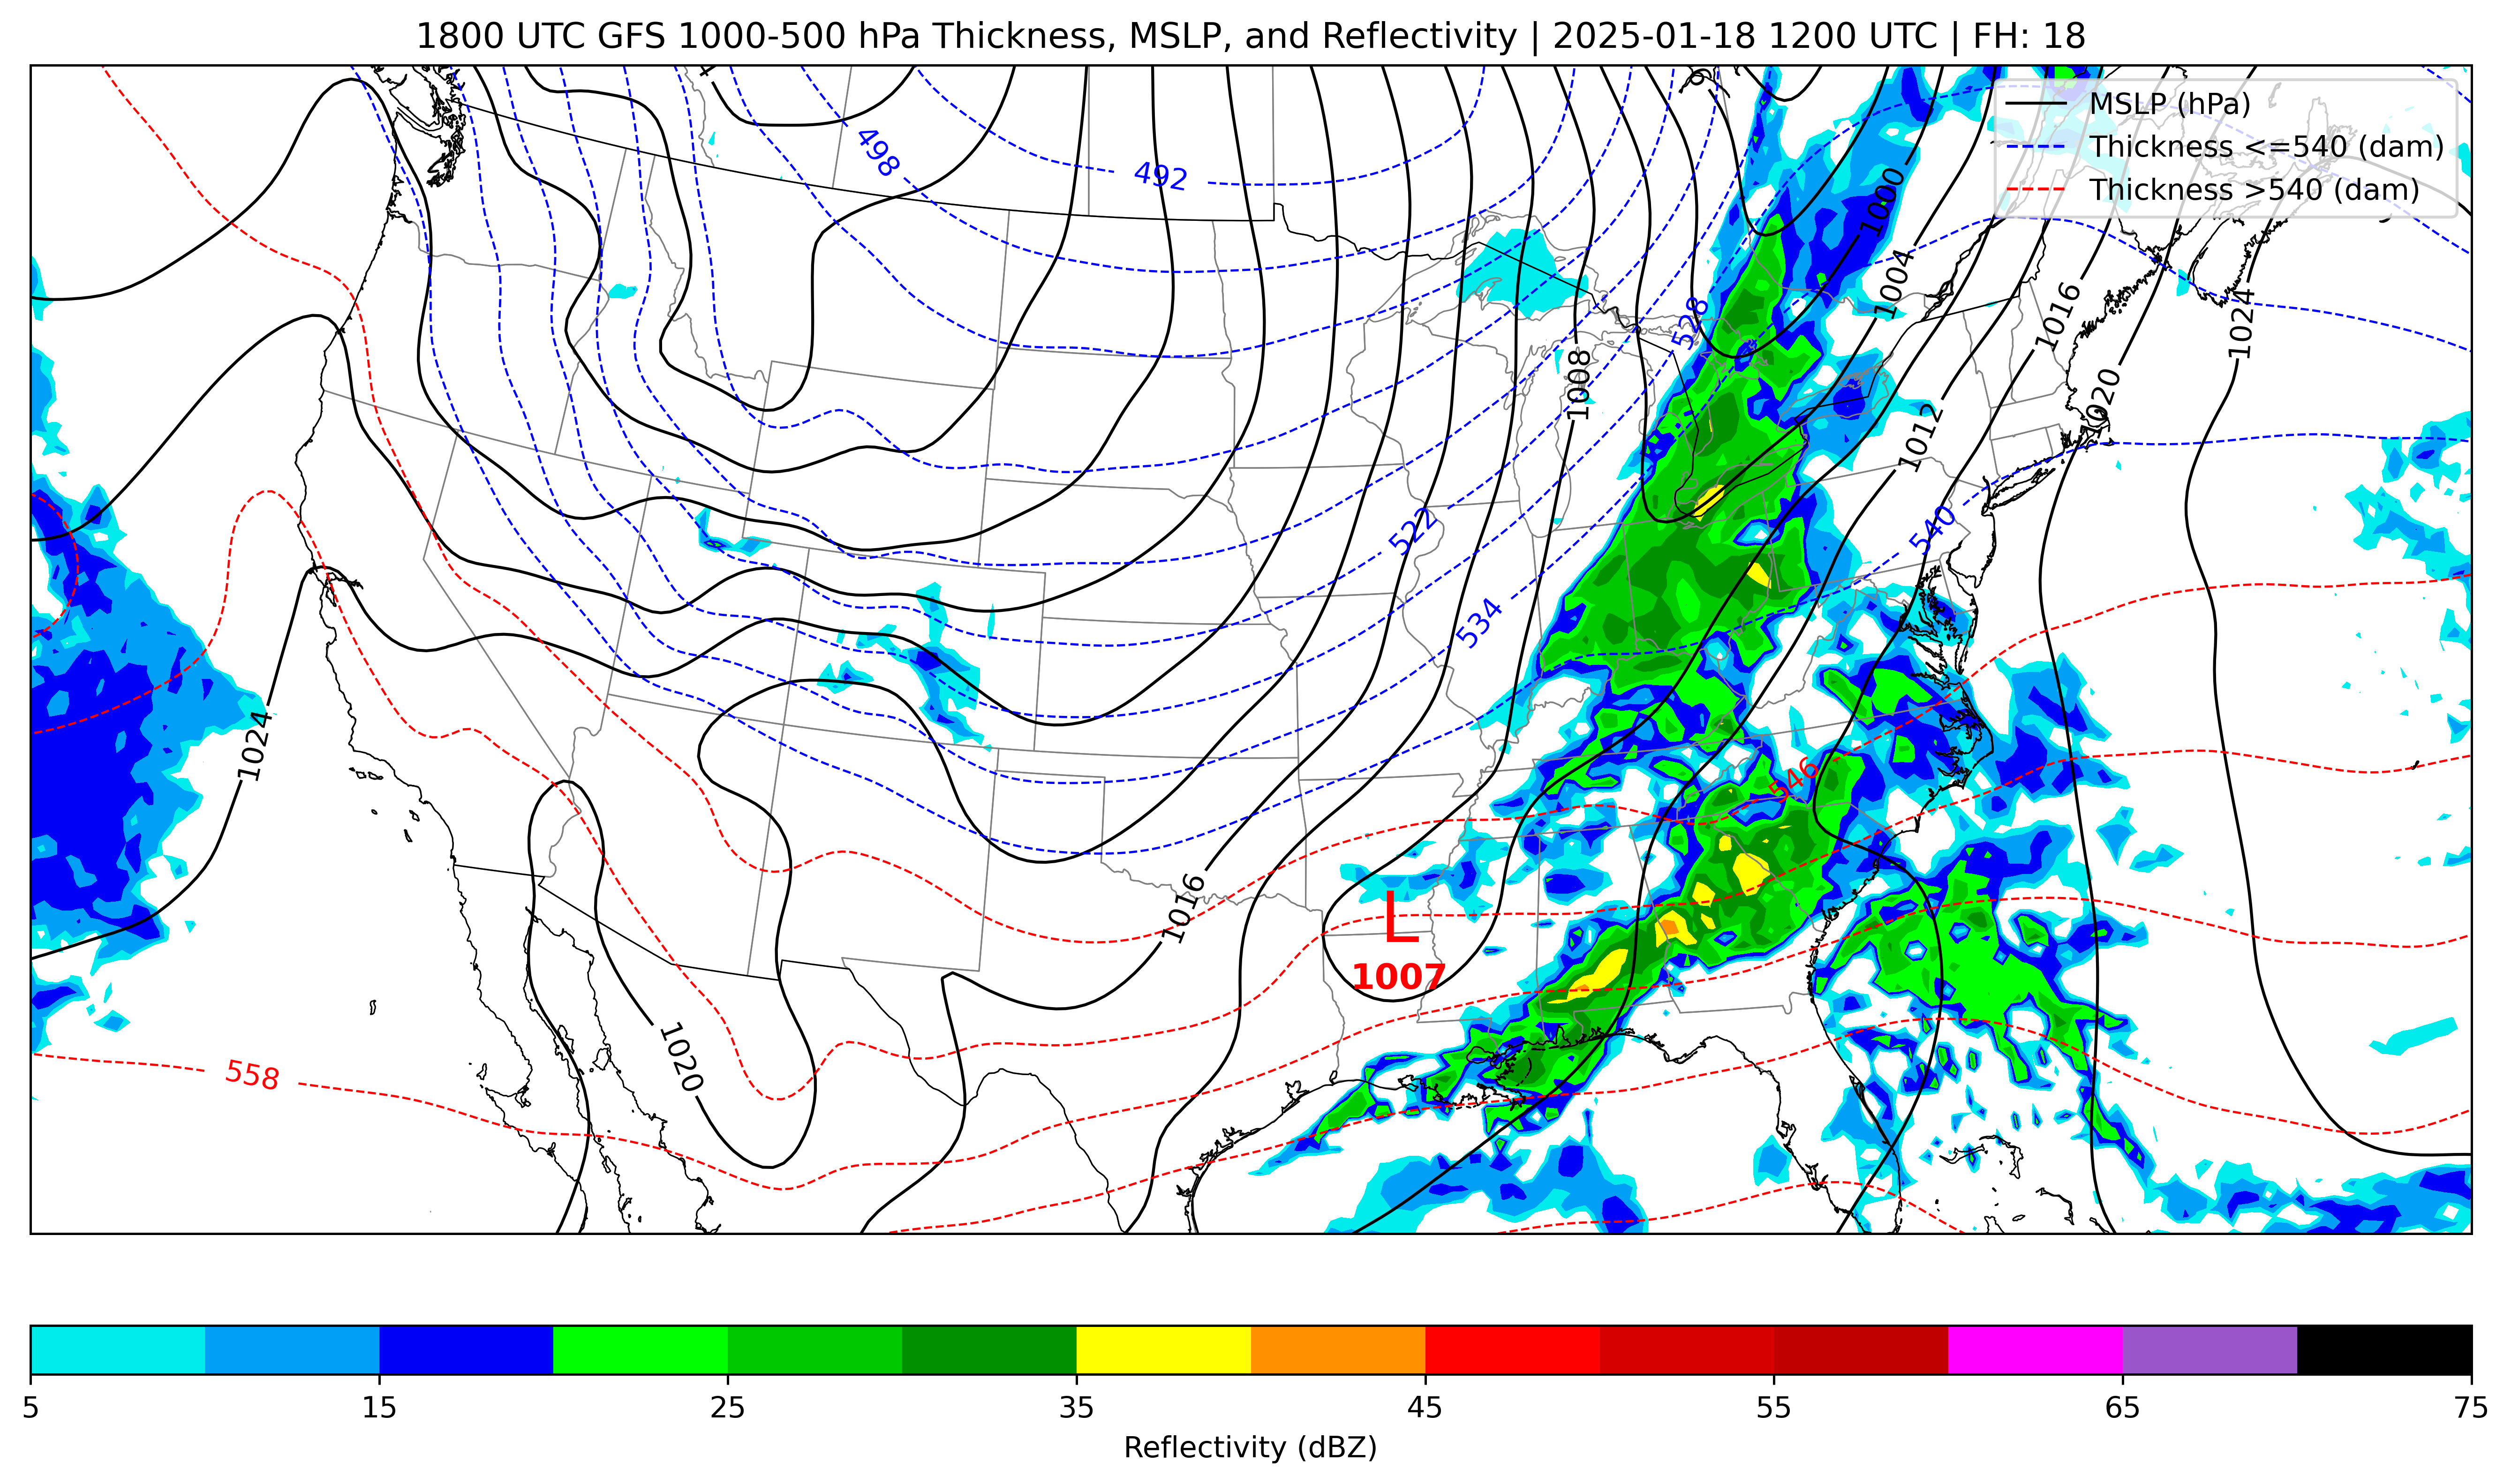 1800 UTC GFS 1000-500 hPa Thickness, MSLP, and Reflectivity | 2025-01-18 1200 UTC | FH: 18
MSLP (hPa)
Thickness <=540 (dam)
Thickness >540 (dam)
498
492
1000
1004
1016
1024
528
1008
1020
1012
522
540
534
1024
546
1016
L
1007
1020
558
5 15 25 35 45 55 65 75
Reflectivity (dBZ)